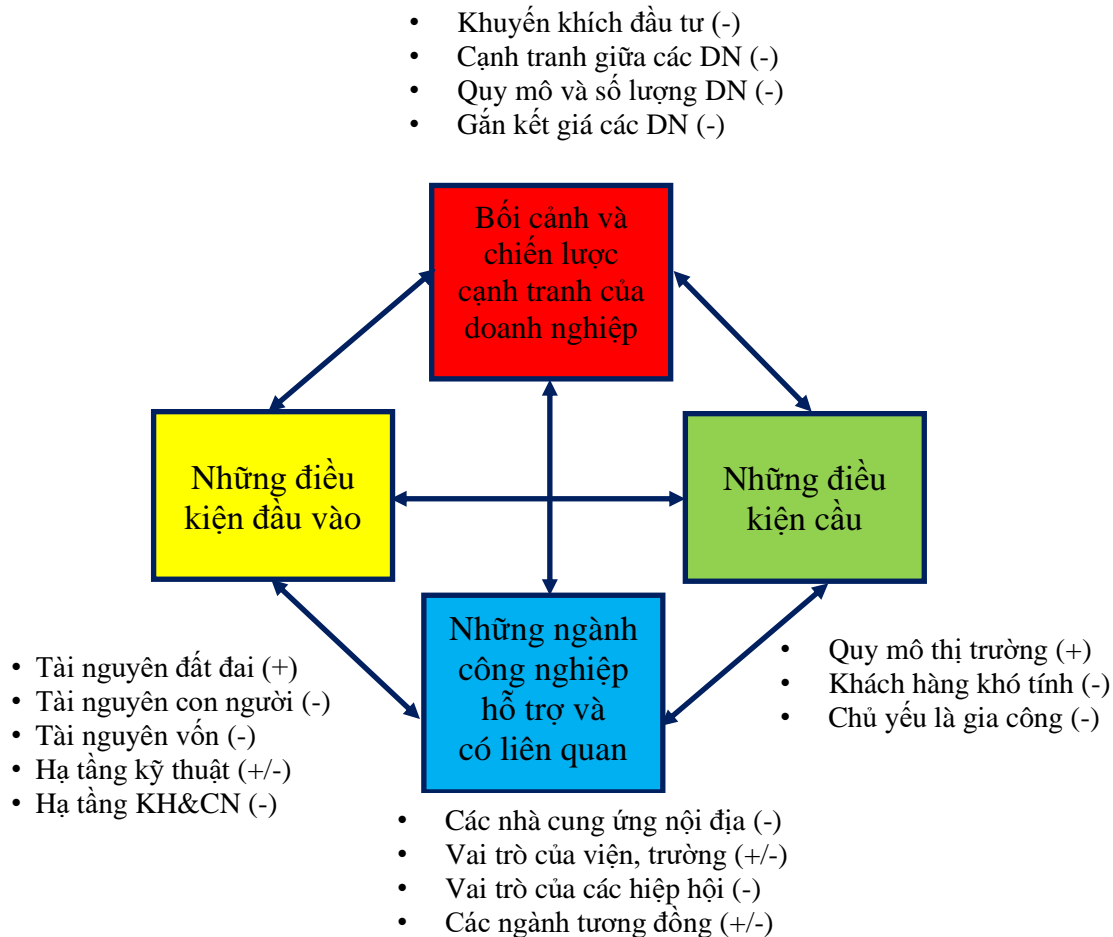 • Khuyến khích đầu tư (-)
• Cạnh tranh giữa các DN (-)
• Quy mô và số lượng DN (-)
• Gắn kết giá các DN (-)
Bối cảnh và
chiến lược
cạnh tranh của
doanh nghiệp
Những điều
kiện đầu vào
Những điều
kiện cầu
Những ngành
công nghiệp
hỗ trợ và
có liên quan
• Tài nguyên đất đai (+)
• Tài nguyên con người (-)
• Tài nguyên vốn (-)
• Hạ tầng kỹ thuật (+/-)
• Hạ tầng KH&CN (-)
• Quy mô thị trường (+)
• Khách hàng khó tính (-)
• Chủ yếu là gia công (-)
• Các nhà cung ứng nội địa (-)
• Vai trò của viện, trường (+/-)
• Vai trò của các hiệp hội (-)
• Các ngành tương đồng (+/-)